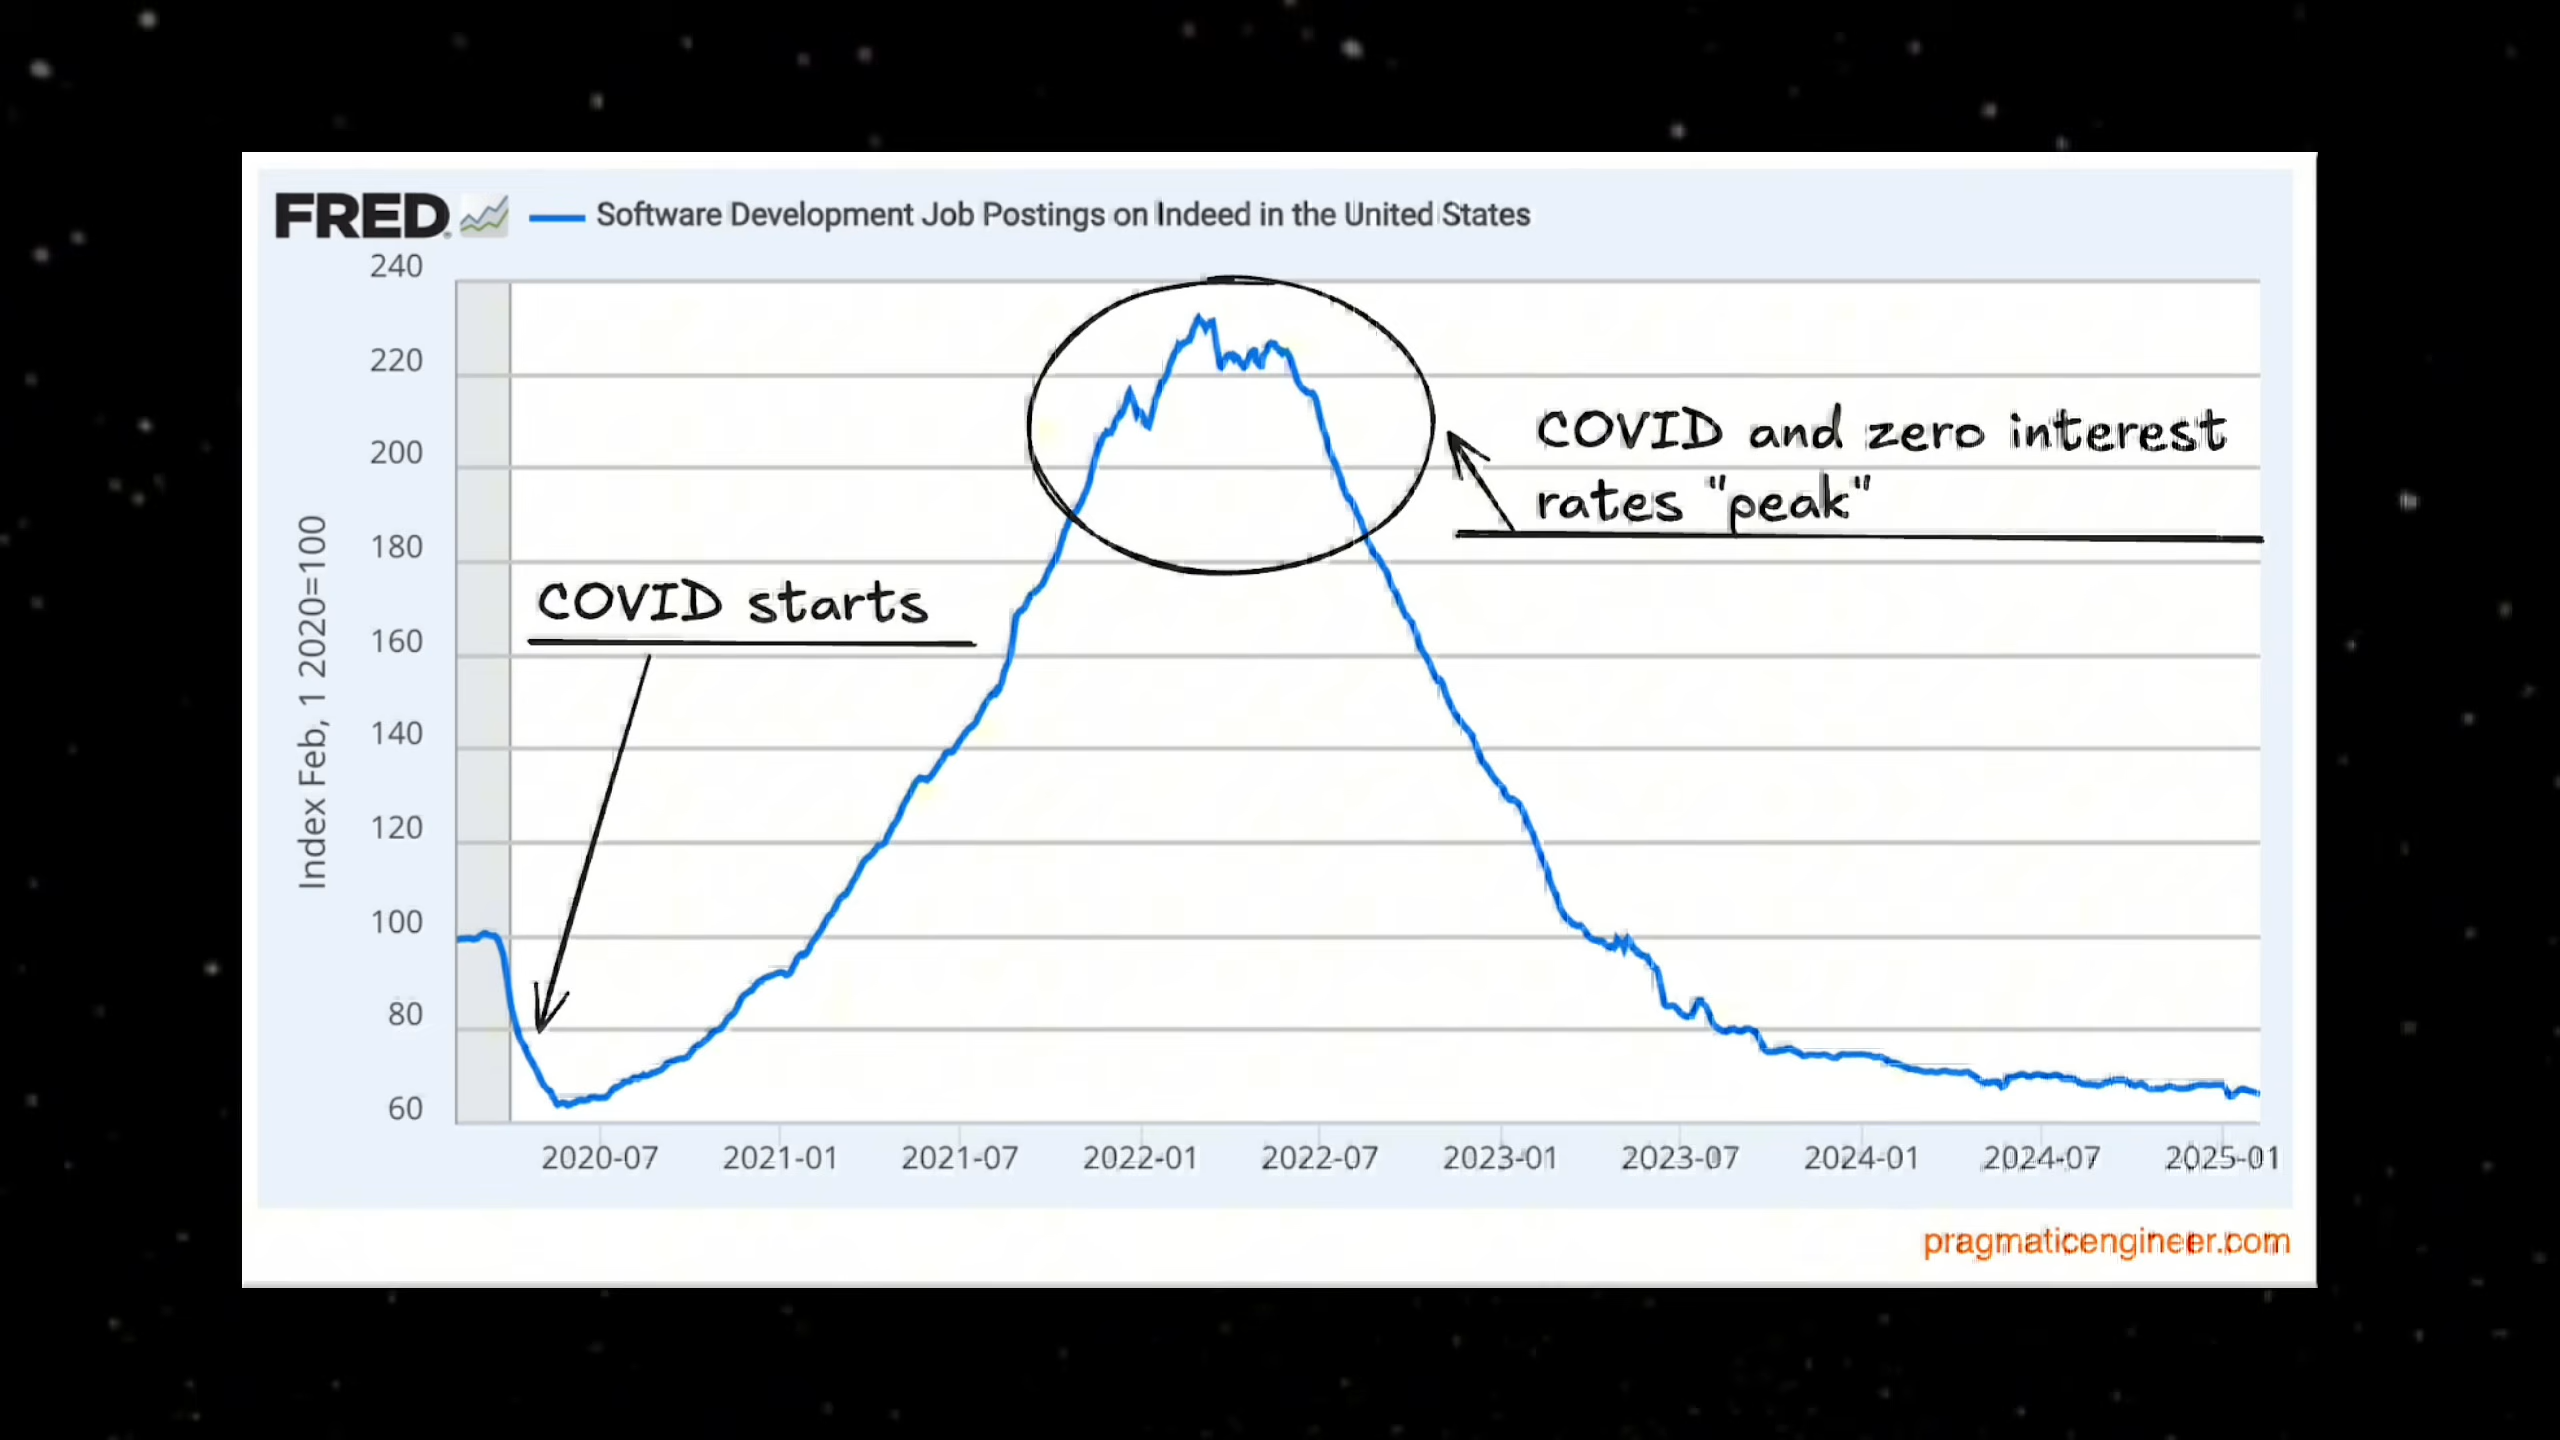 FRED
Software Development Job Postings on Indeed in the United States
Index Feb, 1 2020=100
240
220
200
180
160
140
120
100
80
60
COVID starts
COVID and zero interest
rates "peak"
2020-07 2021-01 2021-07 2022-01 2022-07 2023-01 2023-07 2024-01 2024-07 2025-01
pragmaticengineer.com